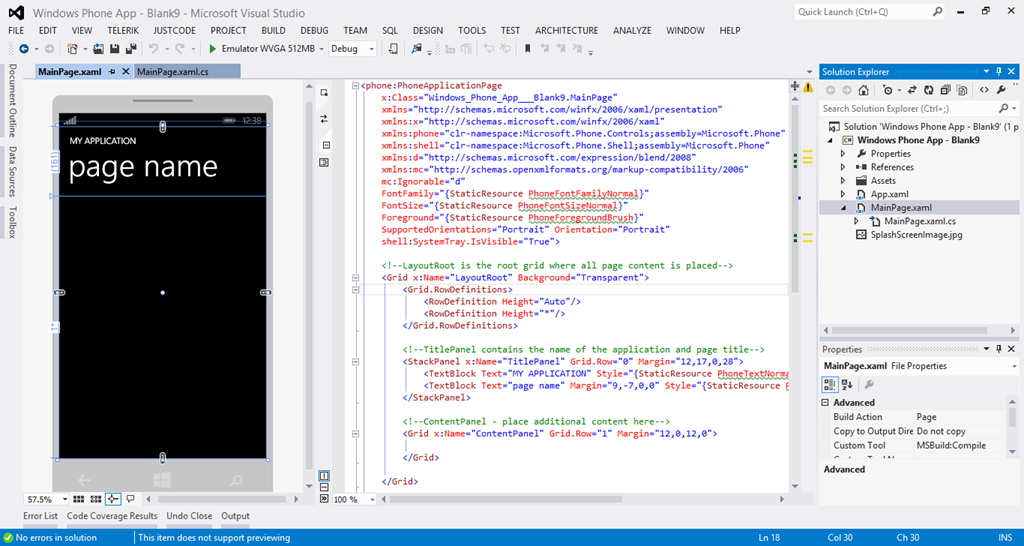 Windows Phone App - Blank9 - Microsoft Visual Studio
Quick Launch (Ctrl+Q)
FILE EDIT VIEW TELERIK JUSTCODE PROJECT BUILD DEBUG TEAM SQL DESIGN TOOLS TEST ARCHITECTURE ANALYZE WINDOW HELP
Emulator WVGA 512MB Debug
Document Outline
Data Sources
Toolbox
MainPage.xaml
MainPage.xaml.cs
12:38
MY APPLICATION
page name
(161)
1*
57.5%
<phone:PhoneApplicationPage
x:Class="Windows_Phone_App___Blank9.MainPage"
xmlns="http://schemas.microsoft.com/winfx/2006/xaml/presentation"
xmlns:x="http://schemas.microsoft.com/winfx/2006/xaml"
xmlns:phone="clr-namespace:Microsoft.Phone.Controls;assembly=Microsoft.Phone"
xmlns:shell="clr-namespace:Microsoft.Phone.Shell;assembly=Microsoft.Phone"
xmlns:d="http://schemas.microsoft.com/expression/blend/2008"
xmlns:mc="http://schemas.openxmlformats.org/markup-compatibility/2006"
mc:Ignorable="d"
FontFamily="{StaticResource PhoneFontFamilyNormal}"
FontSize="{StaticResource PhoneFontSizeNormal}"
Foreground="{StaticResource PhoneForegroundBrush}"
SupportedOrientations="Portrait" Orientation="Portrait"
shell:SystemTray.IsVisible="True">
<!--LayoutRoot is the root grid where all page content is placed-->
<Grid x:Name="LayoutRoot" Background="Transparent">
<Grid.RowDefinitions>
<RowDefinition Height="Auto"/>
<RowDefinition Height="*"/>
</Grid.RowDefinitions>
<!--TitlePanel contains the name of the application and page title-->
<StackPanel x:Name="TitlePanel" Grid.Row="0" Margin="12,17,0,28">
<TextBlock Text="MY APPLICATION" Style="{StaticResource PhoneTextNorma
<TextBlock Text="page name" Margin="9,-7,0,0" Style="{StaticResource P
</StackPanel>
<!--ContentPanel - place additional content here-->
<Grid x:Name="ContentPanel" Grid.Row="1" Margin="12,0,12,0">
</Grid>
</Grid>
100 %
Solution Explorer
Search Solution Explorer (Ctrl+;)
Solution 'Windows Phone App - Blank9' (1 proje
Windows Phone App - Blank9
Properties
References
Assets
App.xaml
MainPage.xaml
MainPage.xaml.cs
SplashScreenImage.jpg
Properties
MainPage.xaml File Properties
Advanced
Build Action Page
Copy to Output Dire Do not copy
Custom Tool MSBuild:Compile
Advanced
Error List Code Coverage Results Undo Close Output
No errors in solution This item does not support previewing Ln 18 Col 30 Ch 30 INS